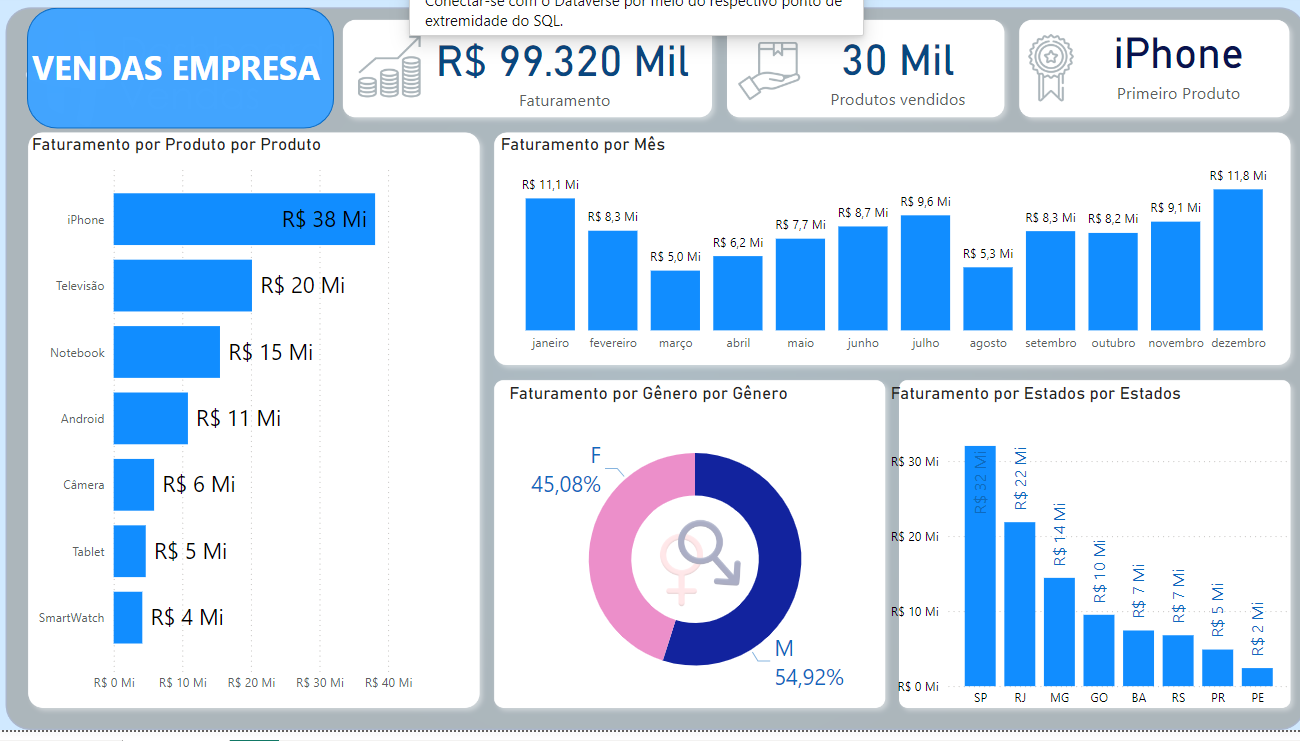 Conectar-se com o Dataverse por meio do respectivo ponto de
extremidade do SQL.
VENDAS EMPRESA
R$ 99.320 Mil
Faturamento
30 Mil
Produtos vendidos
iPhone
Primeiro Produto
Faturamento por Produto por Produto
iPhone
R$ 38 Mi
Televisão
R$ 20 Mi
Notebook
R$ 15 Mi
Android
R$ 11 Mi
Câmera
R$ 6 Mi
Tablet
R$ 5 Mi
SmartWatch
R$ 4 Mi
R$ 0 Mi
R$ 10 Mi
R$ 20 Mi
R$ 30 Mi
R$ 40 Mi
Faturamento por Mês
R$ 11,1 Mi
R$ 8,3 Mi
R$ 5,0 Mi
R$ 6,2 Mi
R$ 7,7 Mi
R$ 8,7 Mi
R$ 9,6 Mi
R$ 5,3 Mi
R$ 8,3 Mi
R$ 8,2 Mi
R$ 9,1 Mi
R$ 11,8 Mi
janeiro
fevereiro
março
abril
maio
junho
julho
agosto
setembro
outubro
novembro
dezembro
Faturamento por Gênero por Gênero
F
45,08%
M
54,92%
Faturamento por Estados por Estados
R$ 30 Mi
R$ 20 Mi
R$ 10 Mi
R$ 0 Mi
R$ 32 Mi
R$ 22 Mi
R$ 14 Mi
R$ 10 Mi
R$ 7 Mi
R$ 7 Mi
R$ 5 Mi
R$ 2 Mi
SP
RJ
MG
GO
BA
RS
PR
PE